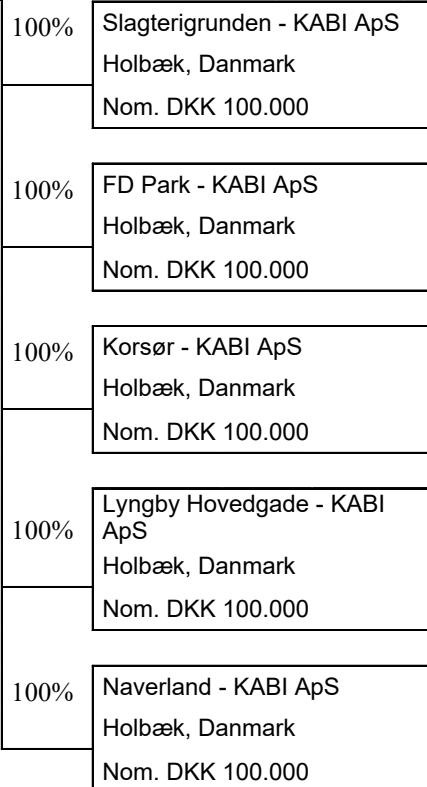 100%
Slagterigrunden - KABI ApS
Holbæk, Danmark
Nom. DKK 100.000
100%
FD Park - KABI ApS
Holbæk, Danmark
Nom. DKK 100.000
100%
Korsør - KABI ApS
Holbæk, Danmark
Nom. DKK 100.000
100%
Lyngby Hovedgade - KABI
ApS
Holbæk, Danmark
Nom. DKK 100.000
100%
Naverland - KABI ApS
Holbæk, Danmark
Nom. DKK 100.000